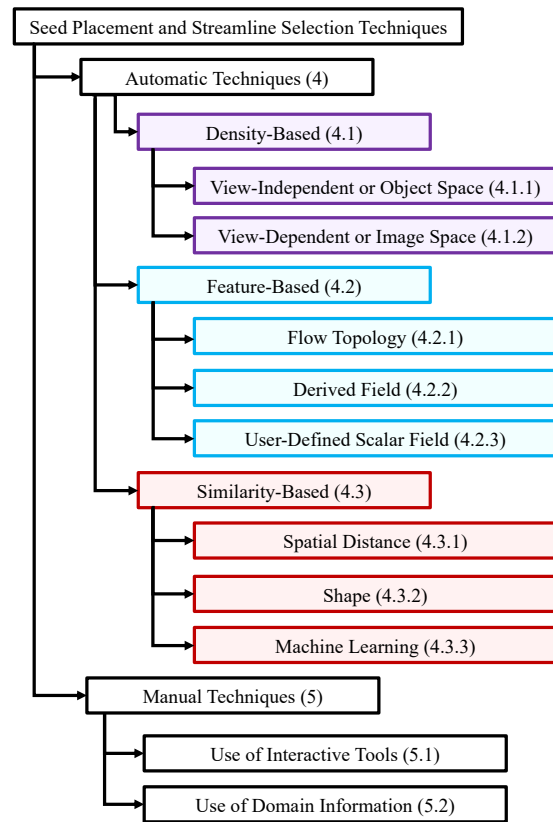 Seed Placement and Streamline Selection Techniques
Automatic Techniques (4)
Density-Based (4.1)
View-Independent or Object Space (4.1.1)
View-Dependent or Image Space (4.1.2)
Feature-Based (4.2)
Flow Topology (4.2.1)
Derived Field (4.2.2)
User-Defined Scalar Field (4.2.3)
Similarity-Based (4.3)
Spatial Distance (4.3.1)
Shape (4.3.2)
Machine Learning (4.3.3)
Manual Techniques (5)
Use of Interactive Tools (5.1)
Use of Domain Information (5.2)